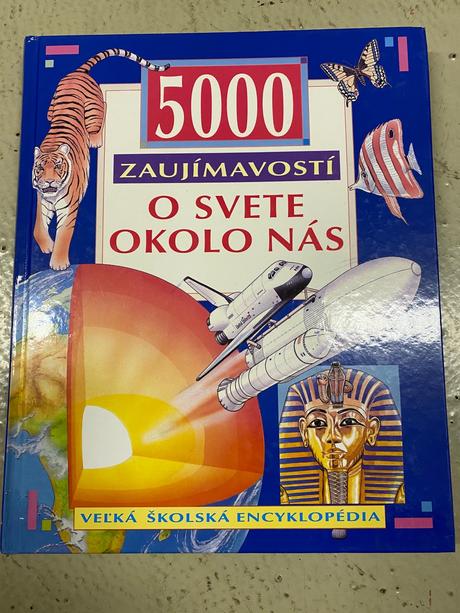 5000
ZAUJÍMAVOSTÍ
O SVETE
OKOLO NÁS
VEĽKÁ ŠKOLSKÁ ENCYKLOPÉDIA